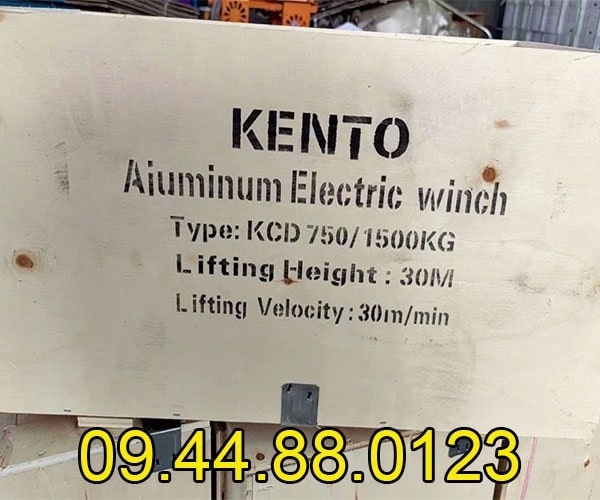 KENTO
Aiuminum Electric winch
Type: KCD 750/1500KG
Lifting Height: 30M
Lifting Velocity: 30m/min
09.44.88.0123